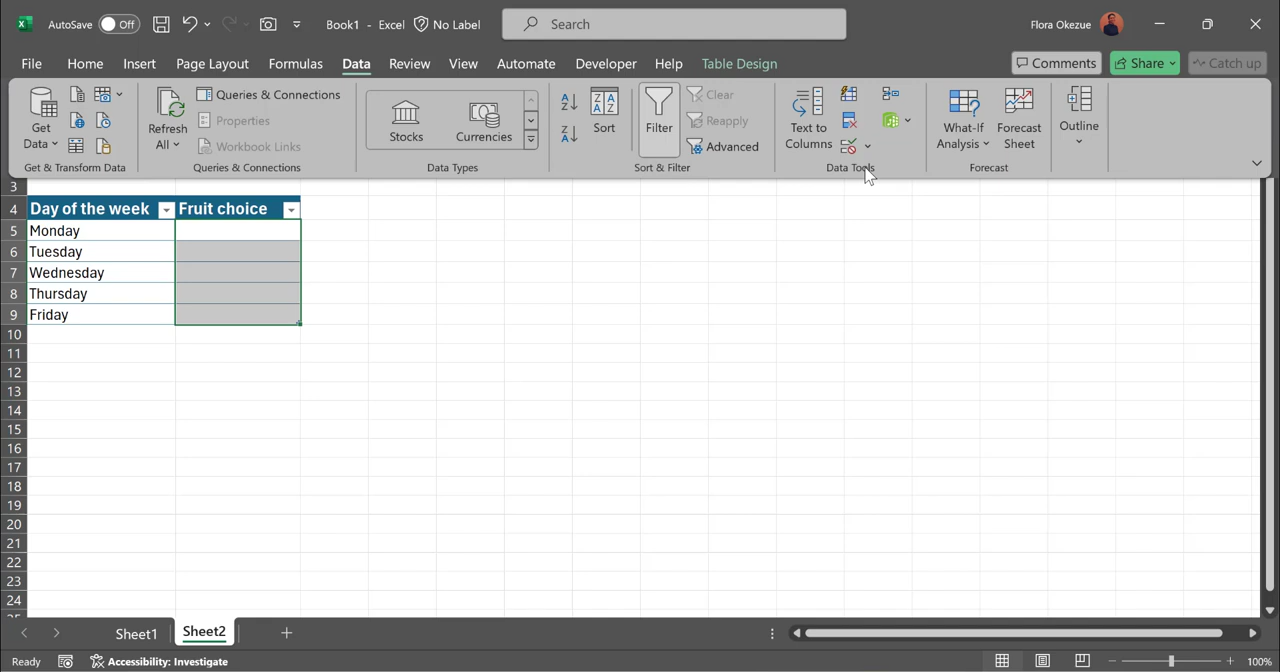 AutoSave Off Book1 - Excel No Label Search Flora Okezue
File Home Insert Page Layout Formulas Data Review View Automate Developer Help Table Design Comments Share Catch up
Get Data
Refresh All
Queries & Connections
Properties
Workbook Links
Stocks
Currencies
Sort
Filter
Clear
Reapply
Advanced
Text to Columns
What-If Analysis
Forecast Sheet
Outline
Get & Transform Data Queries & Connections Data Types Sort & Filter Data Tools Forecast
3
4 Day of the week Fruit choice
5 Monday
6 Tuesday
7 Wednesday
8 Thursday
9 Friday
10
11
12
13
14
15
16
17
18
19
20
21
22
23
24
Sheet1 Sheet2
Ready Accessibility: Investigate 100%